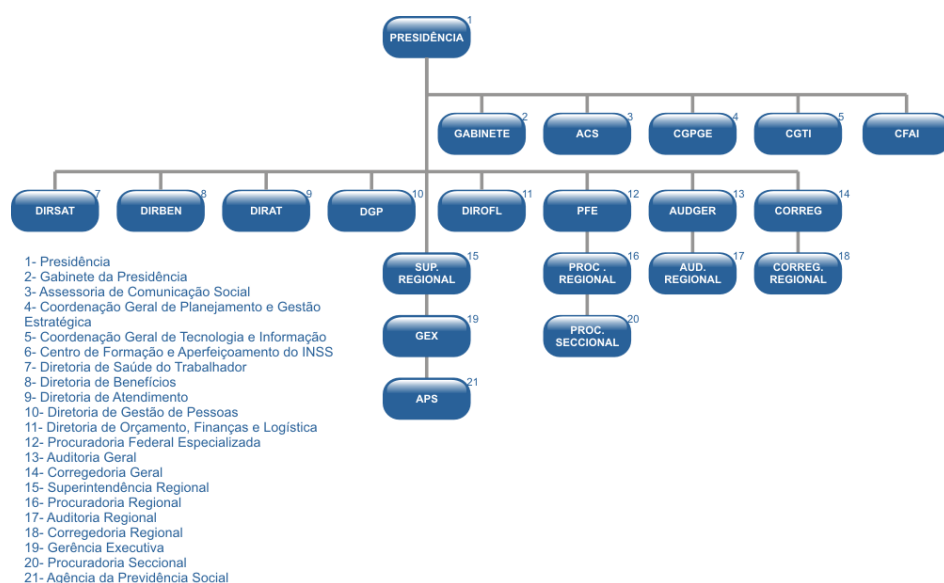 1
PRESIDÊNCIA
2
GABINETE
3
ACS
4
CGPGE
5
CGTI
CFAI
7
DIRSAT
8
DIRBEN
9
DIRAT
10
DGP
11
DIROFL
12
PFE
13
AUDGER
14
CORREG
15
SUP.
REGIONAL
16
PROC .
REGIONAL
17
AUD.
REGIONAL
18
CORREG.
REGIONAL
19
GEX
20
PROC.
SECCIONAL
21
APS
1- Presidência
2- Gabinete da Presidência
3- Assessoria de Comunicação Social
4- Coordenação Geral de Planejamento e Gestão
Estratégica
5- Coordenação Geral de Tecnologia e Informação
6- Centro de Formação e Aperfeiçoamento do INSS
7- Diretoria de Saúde do Trabalhador
8- Diretoria de Benefícios
9- Diretoria de Atendimento
10- Diretoria de Gestão de Pessoas
11- Diretoria de Orçamento, Finanças e Logística
12- Procuradoria Federal Especializada
13- Auditoria Geral
14- Corregedoria Geral
15- Superintendência Regional
16- Procuradoria Regional
17- Auditoria Regional
18- Corregedoria Regional
19- Gerência Executiva
20- Procuradoria Seccional
21- Agência da Previdência Social